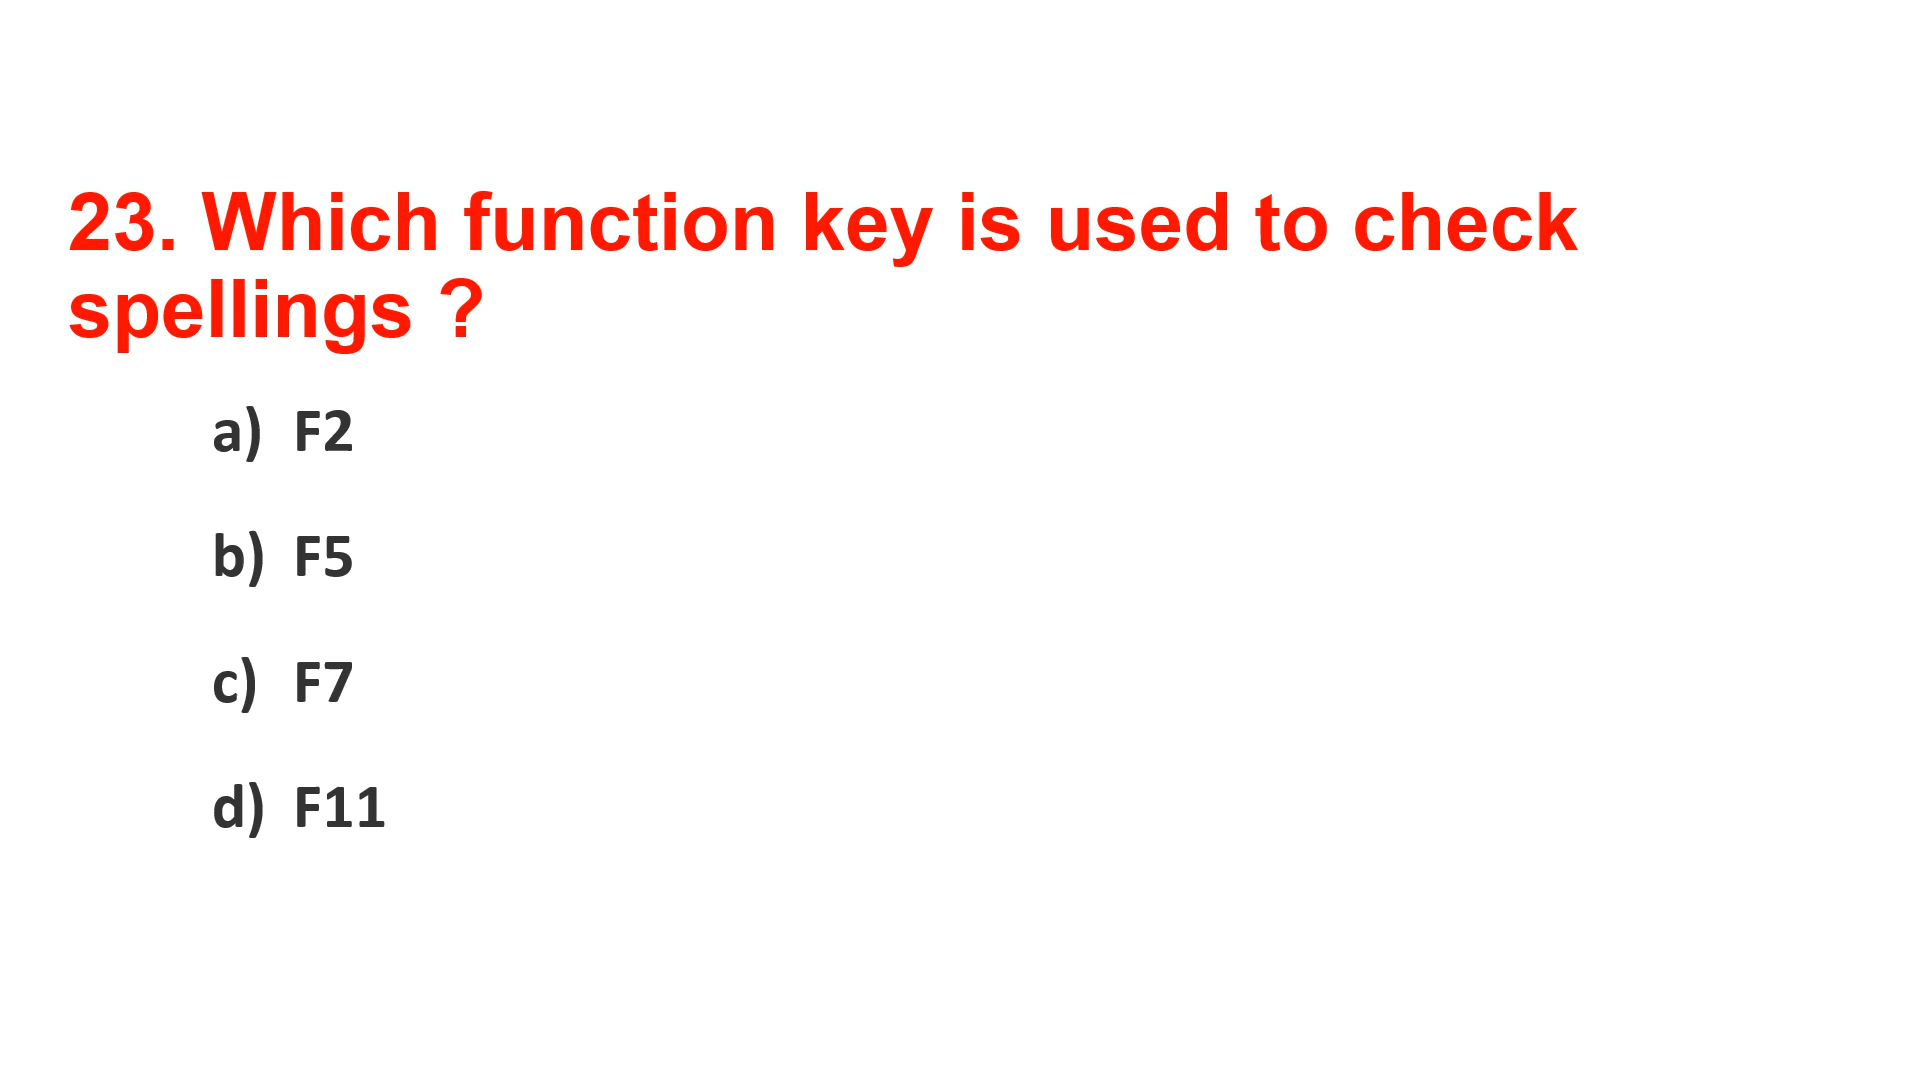 23. Which function key is used to check
spellings ?
a) F2
b) F5
c) F7
d) F11